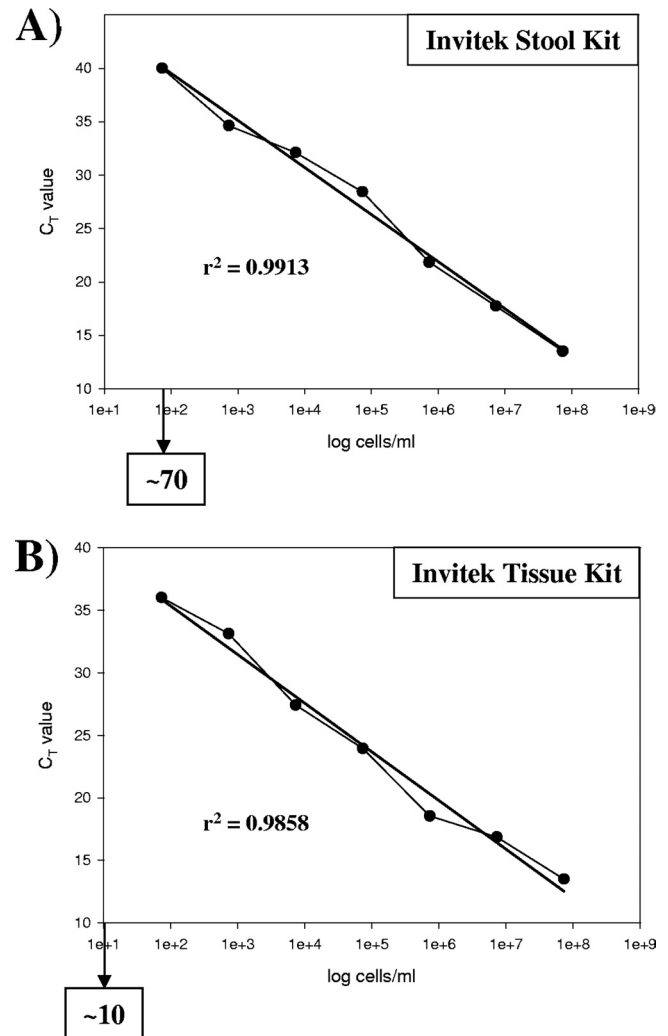 A)
Invitek Stool Kit
40
35
30
25
20
15
10
C_T value
r² = 0.9913
1e+1 1e+2 1e+3 1e+4 1e+5 1e+6 1e+7 1e+8 1e+9
log cells/ml
~70
B)
Invitek Tissue Kit
40
35
30
25
20
15
10
C_T value
r² = 0.9858
1e+1 1e+2 1e+3 1e+4 1e+5 1e+6 1e+7 1e+8 1e+9
log cells/ml
~10